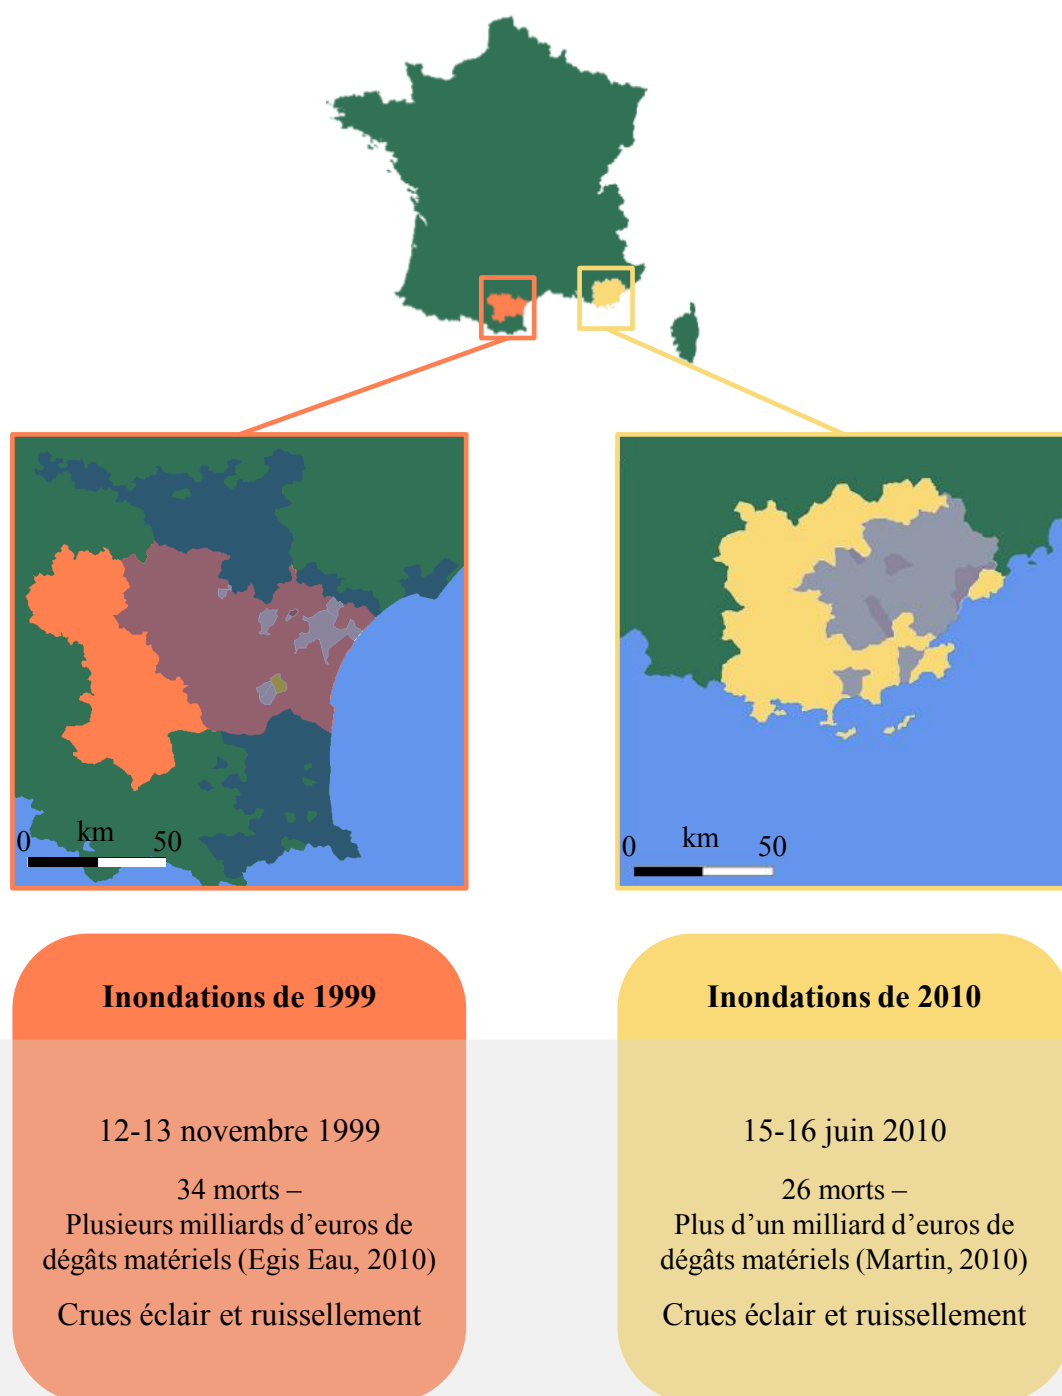 0 km 50
0 km 50
Inondations de 1999
12-13 novembre 1999
34 morts –
Plusieurs milliards d’euros de
dégâts matériels (Egis Eau, 2010)
Crues éclair et ruissellement
Inondations de 2010
15-16 juin 2010
26 morts –
Plus d’un milliard d’euros de
dégâts matériels (Martin, 2010)
Crues éclair et ruissellement